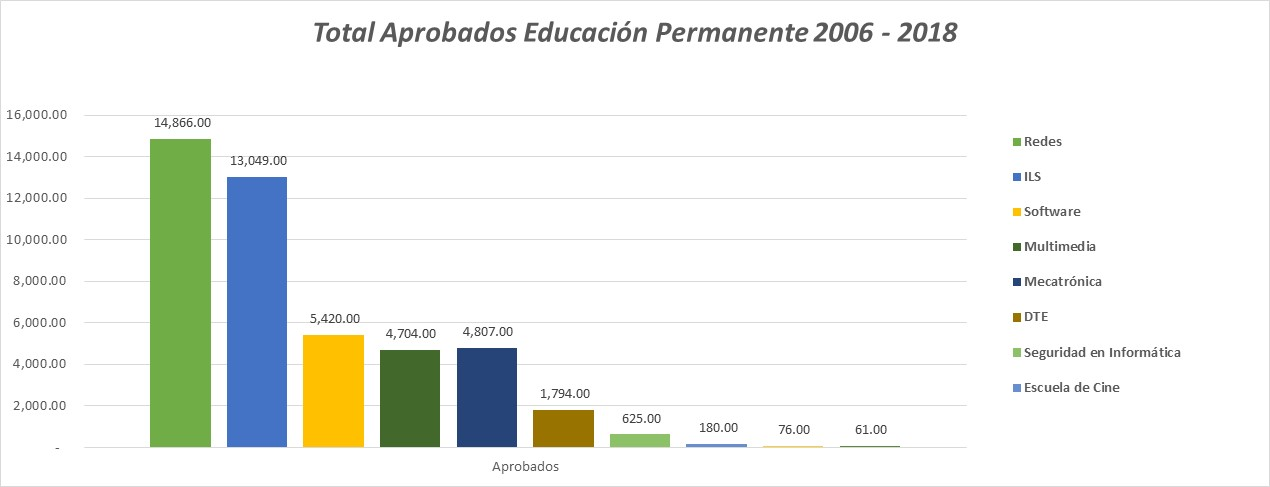 Total Aprobados Educación Permanente 2006 - 2018
16,000.00
14,000.00
12,000.00
10,000.00
8,000.00
6,000.00
4,000.00
2,000.00
-
14,866.00
13,049.00
5,420.00
4,704.00
4,807.00
1,794.00
625.00
180.00
76.00
61.00
Aprobados
Redes
ILS
Software
Multimedia
Mecatrónica
DTE
Seguridad en Informática
Escuela de Cine